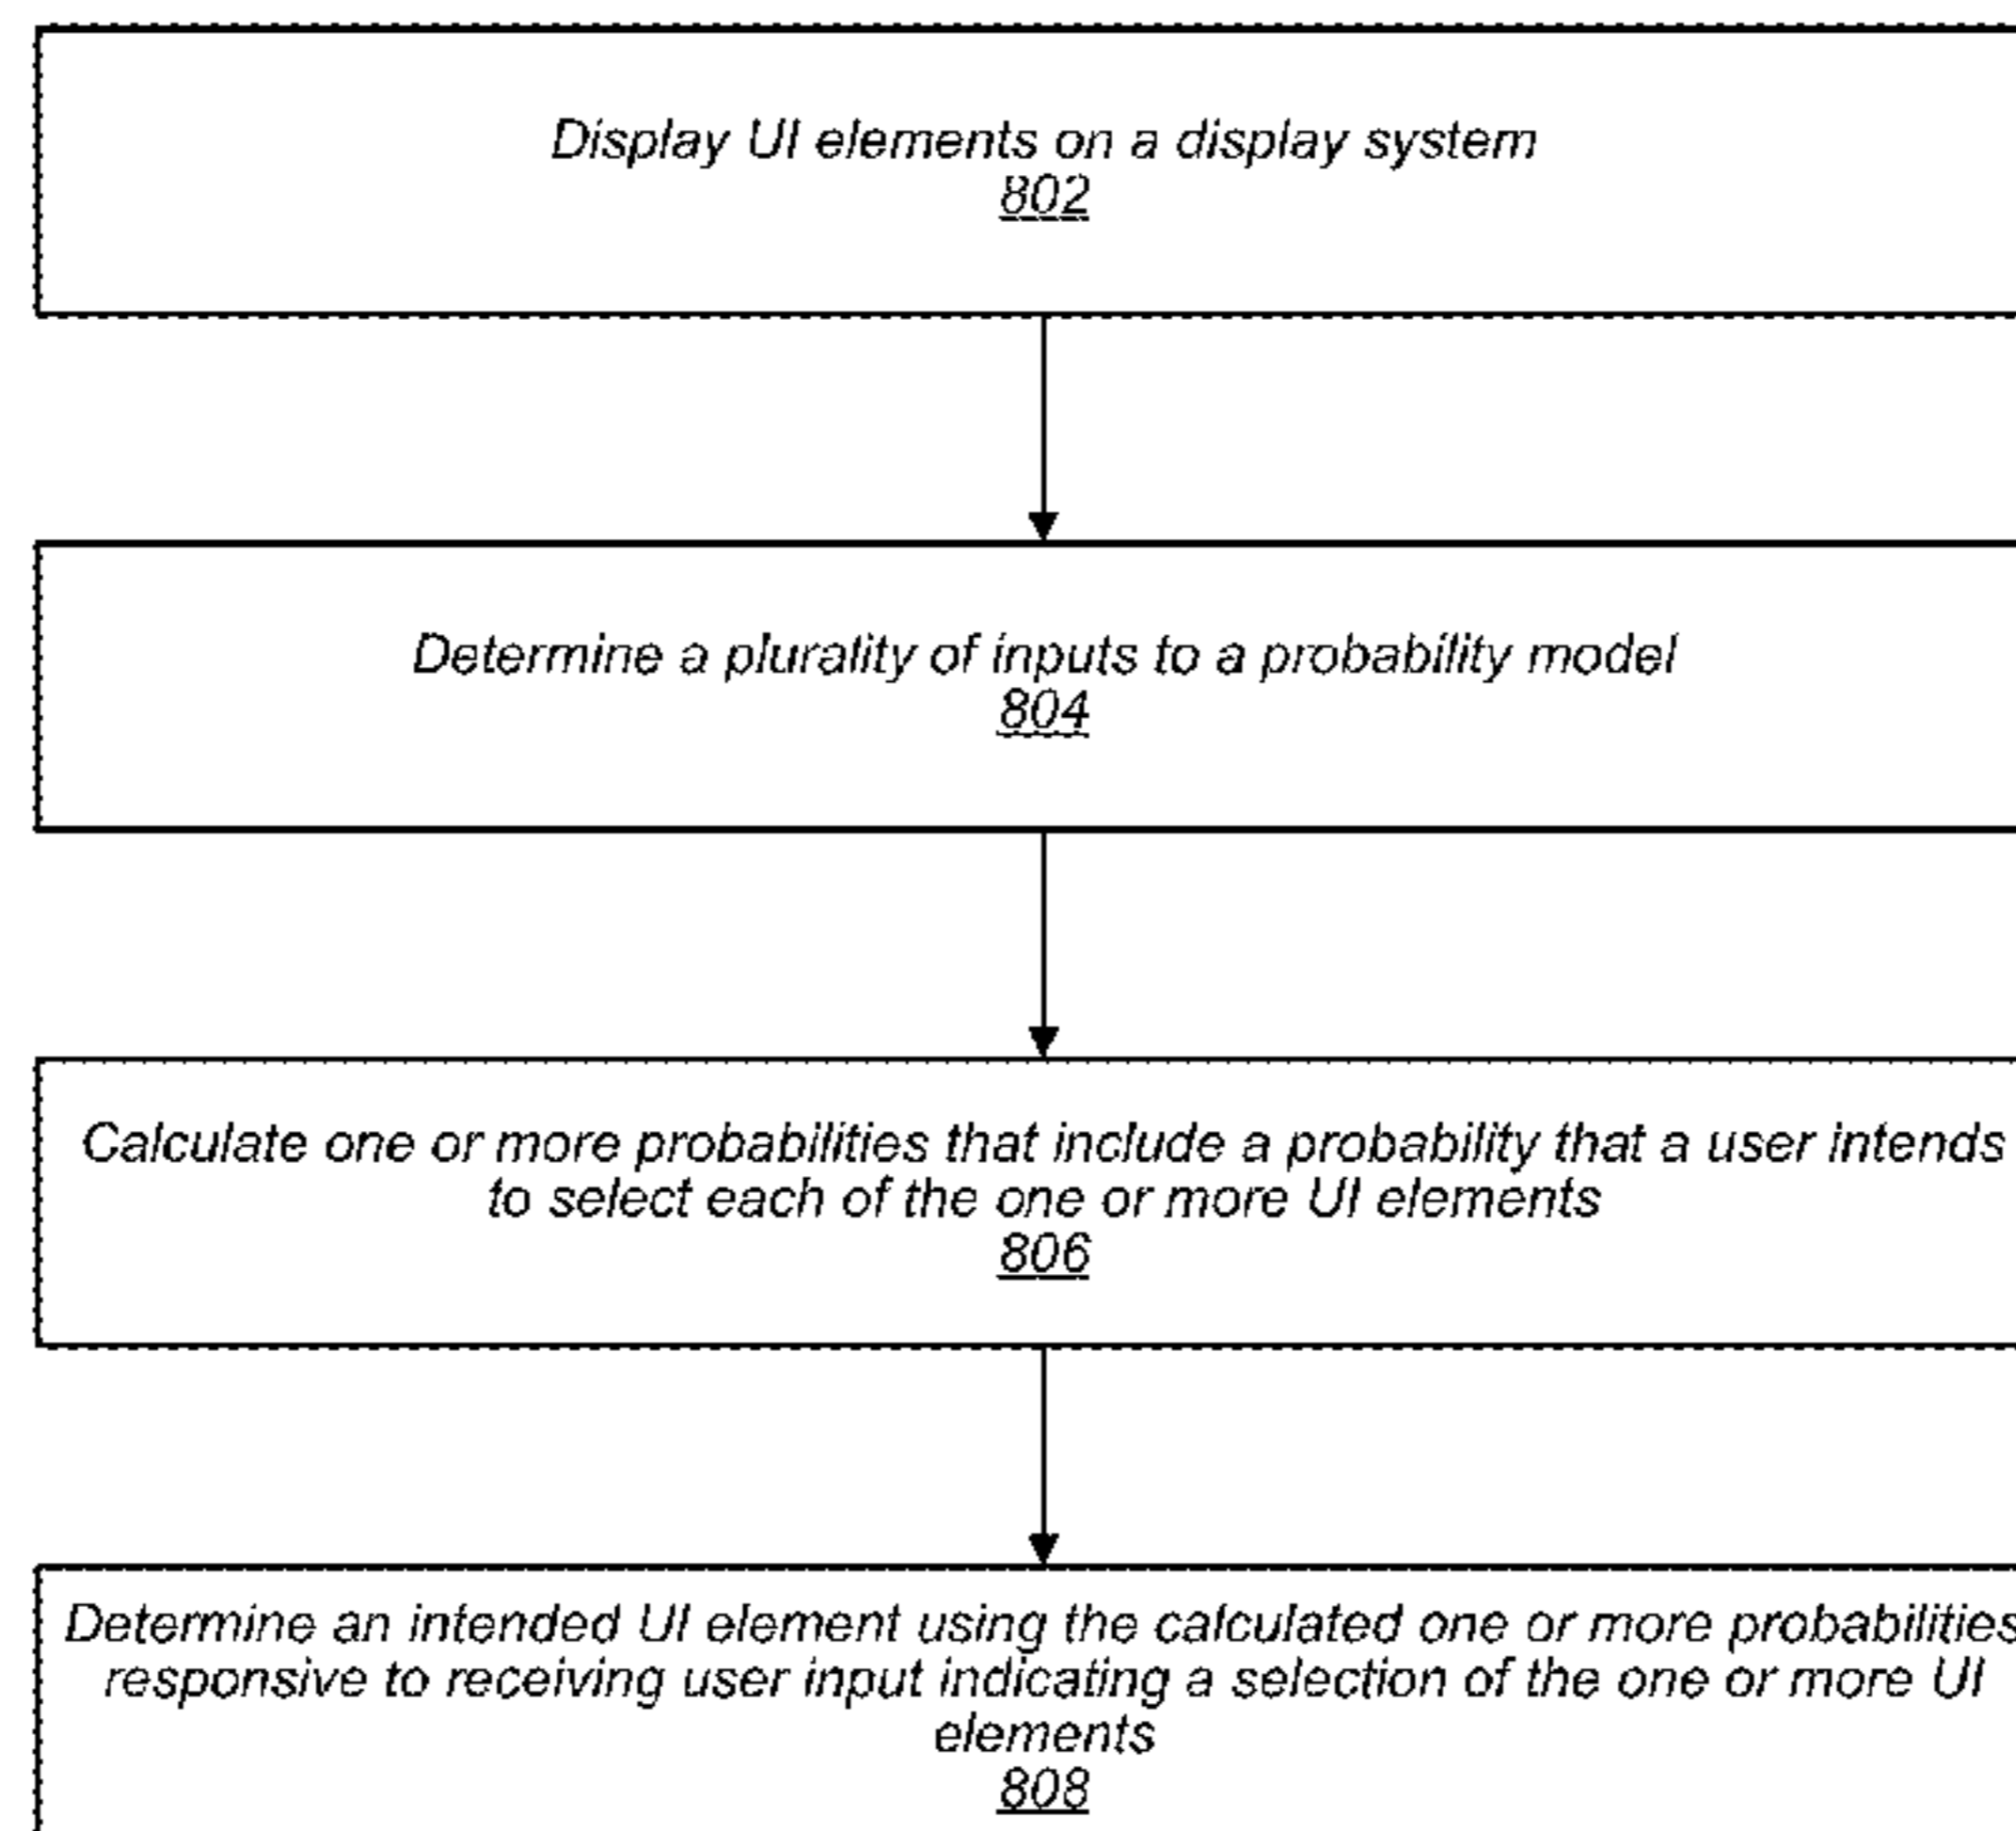 Display UI elements on a display system
802
Determine a plurality of inputs to a probability model
804
Calculate one or more probabilities that include a probability that a user intends
to select each of the one or more UI elements
806
Determine an intended UI element using the calculated one or more probabilities
responsive to receiving user input indicating a selection of the one or more UI
elements
808